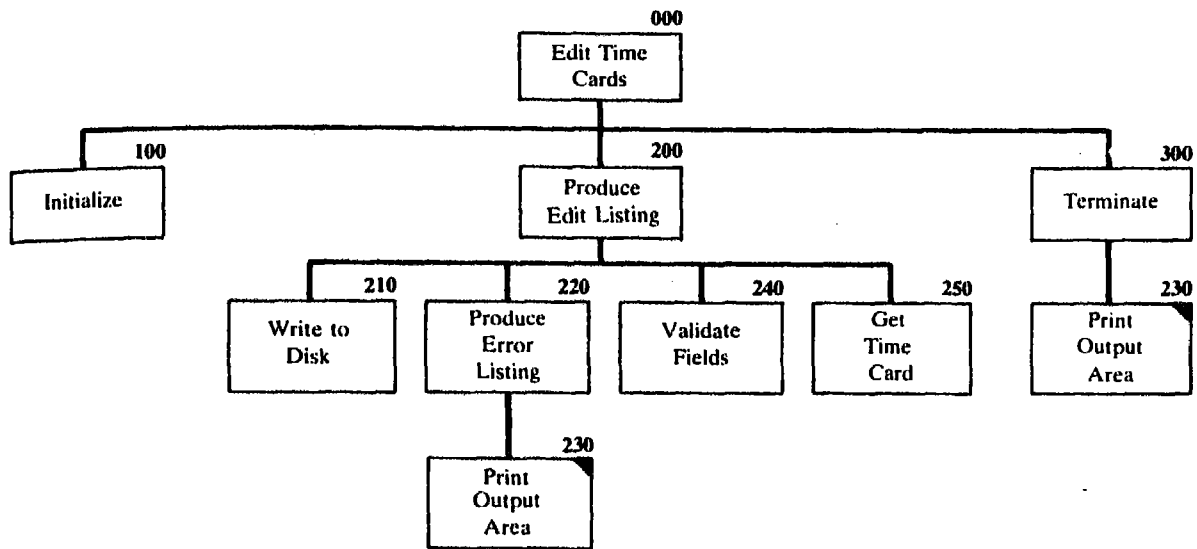 000
Edit Time
Cards
100
200
300
Initialize
Produce
Edit Listing
Terminate
210
220
240
250
230
Write to
Disk
Produce
Error
Listing
Validate
Fields
Get
Time
Card
Print
Output
Area
230
Print
Output
Area